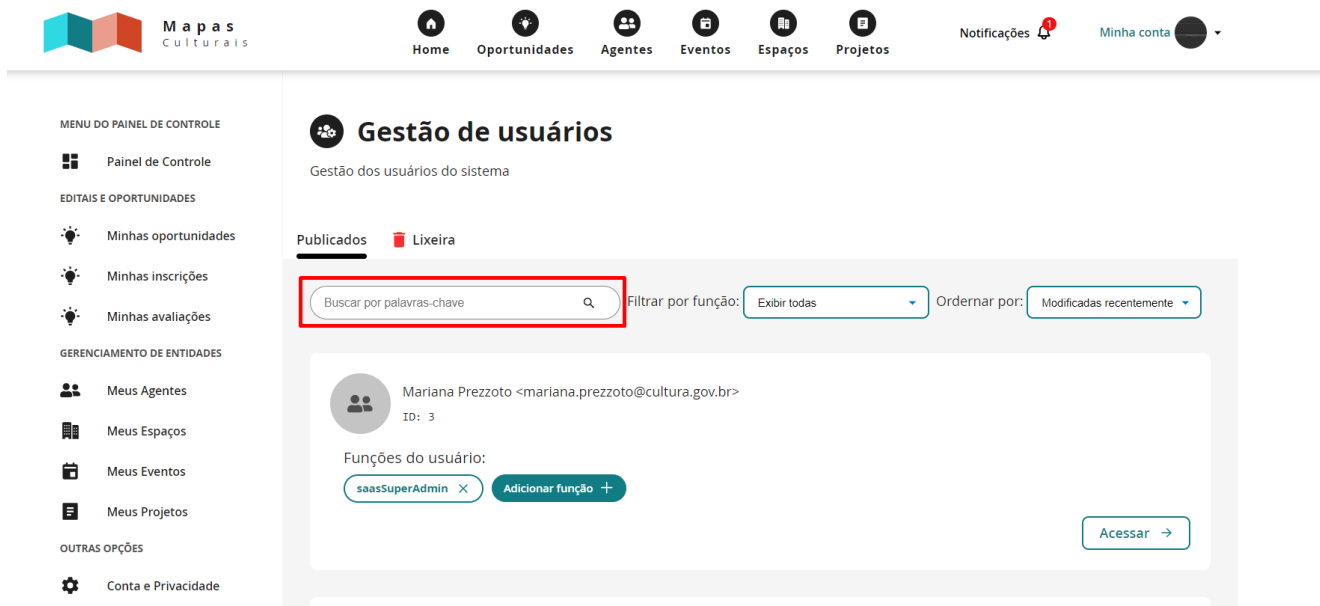 Mapas
Culturais
Home
Oportunidades
Agentes
Eventos
Espaços
Projetos
Notificações
1
Minha conta
MENU DO PAINEL DE CONTROLE
Painel de Controle
EDITAIS E OPORTUNIDADES
Minhas oportunidades
Minhas inscrições
Minhas avaliações
GERENCIAMENTO DE ENTIDADES
Meus Agentes
Meus Espaços
Meus Eventos
Meus Projetos
OUTRAS OPÇÕES
Conta e Privacidade
Gestão de usuários
Gestão dos usuários do sistema
Publicados
Lixeira
Buscar por palavras-chave
Filtrar por função:
Exibir todas
Ordernar por:
Modificadas recentemente
Mariana Prezzoto <mariana.prezzoto@cultura.gov.br>
ID: 3
Funções do usuário:
saasSuperAdmin
Adicionar função
Acessar